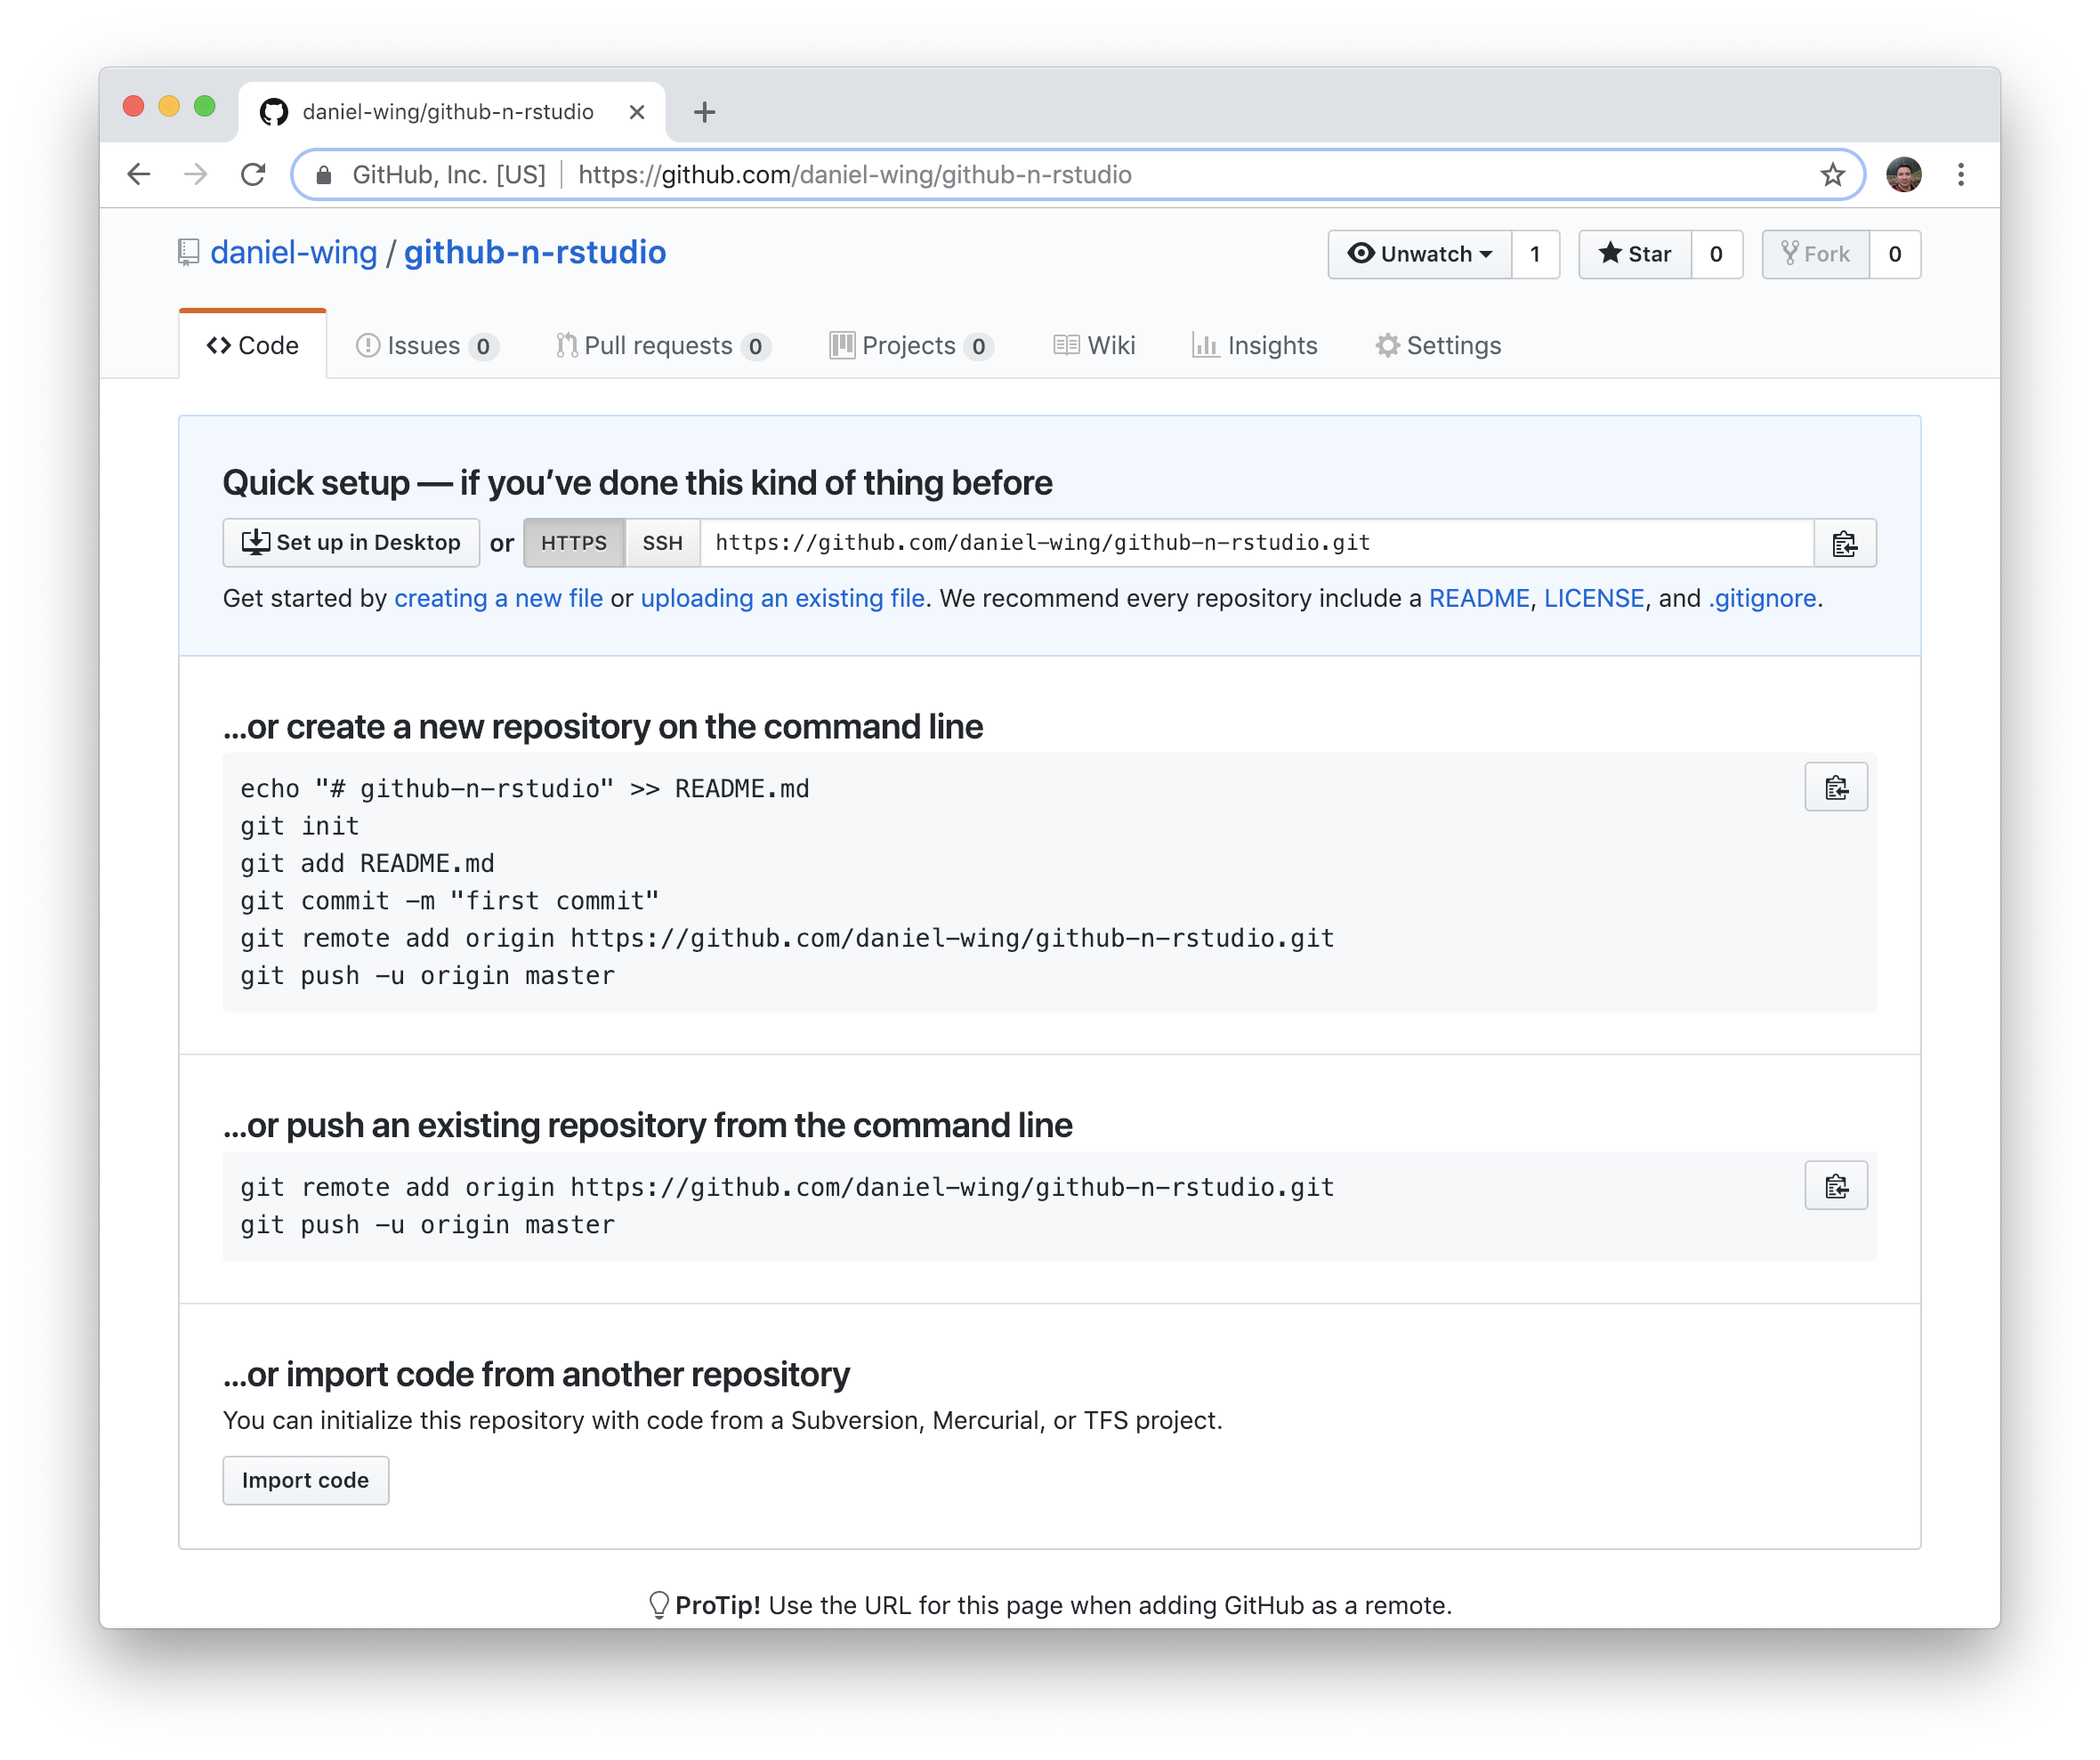 daniel-wing/github-n-rstudio
GitHub, Inc. [US] https://github.com/daniel-wing/github-n-rstudio
daniel-wing / github-n-rstudio
Unwatch 1 Star 0 Fork 0
Code Issues 0 Pull requests 0 Projects 0 Wiki Insights Settings
Quick setup — if you’ve done this kind of thing before
Set up in Desktop or HTTPS SSH https://github.com/daniel-wing/github-n-rstudio.git
Get started by creating a new file or uploading an existing file. We recommend every repository include a README, LICENSE, and .gitignore.
…or create a new repository on the command line
echo "# github-n-rstudio" >> README.md
git init
git add README.md
git commit -m "first commit"
git remote add origin https://github.com/daniel-wing/github-n-rstudio.git
git push -u origin master
…or push an existing repository from the command line
git remote add origin https://github.com/daniel-wing/github-n-rstudio.git
git push -u origin master
…or import code from another repository
You can initialize this repository with code from a Subversion, Mercurial, or TFS project.
Import code
ProTip! Use the URL for this page when adding GitHub as a remote.